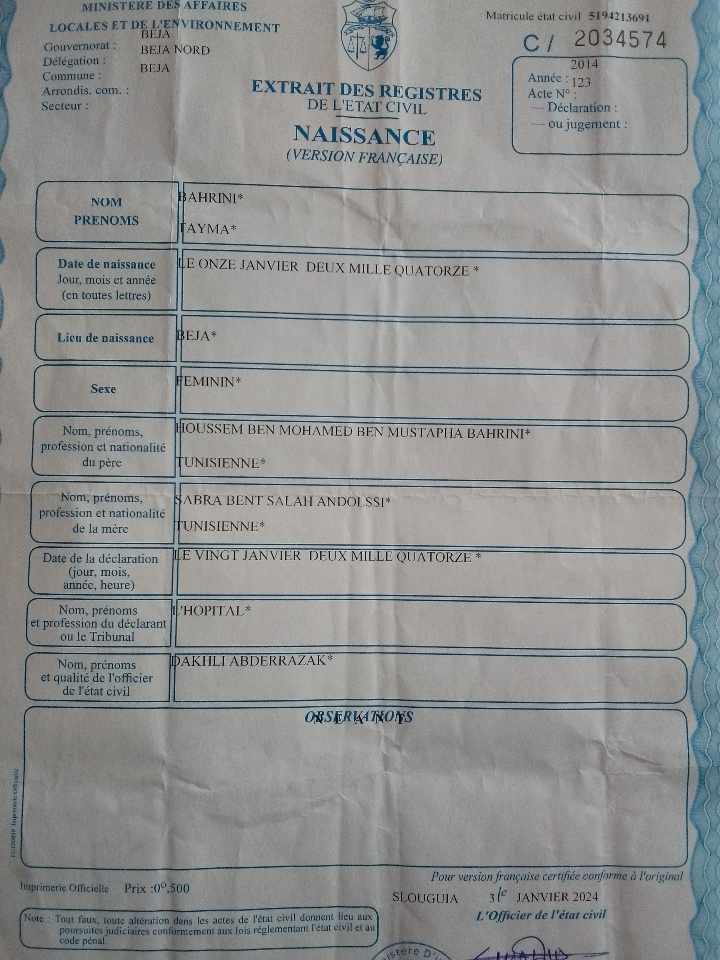 MINISTERE DES AFFAIRES
LOCALES ET DE L'ENVIRONNEMENT
Matricule état civil 5194213691
C/ 2034574
Gouvernorat : BEJA
Délégation : BEJA NORD
Commune : BEJA
Arrondis. com. :
Secteur :
EXTRAIT DES REGISTRES
DE L'ETAT CIVIL
NAISSANCE
(VERSION FRANÇAISE)
Année : 2014
Acte N° : 123
— Déclaration :
— ou jugement :
NOM
PRENOMS
BAHRINI*
TAYMA*
Date de naissance
Jour, mois et année
(en toutes lettres)
LE ONZE JANVIER DEUX MILLE QUATORZE *
Lieu de naissance
BEJA*
Sexe
FEMININ*
Nom, prénoms,
profession et nationalité
du père
HOUSSEM BEN MOHAMED BEN MUSTAPHA BAHRINI*
TUNISIENNE*
Nom, prénoms,
profession et nationalité
de la mère
SABRA BENT SALAH ANDOLSSI*
TUNISIENNE*
Date de la déclaration
(jour, mois,
année, heure)
LE VINGT JANVIER DEUX MILLE QUATORZE *
Nom, prénoms
et profession du déclarant
ou le Tribunal
L'HOPITAL*
Nom, prénoms
et qualité de l'officier
de l'état civil
DAKHLI ABDERRAZAK*
OBSERVATIONS
N E A N T
Pour version française certifiée conforme à l'original
Imprimerie Officielle Prix :0ᴰ,500
SLOUGUIA 3 le JANVIER 2024
L'Officier de l'état civil
Note : Tout faux, toute altération dans les actes de l'état civil donnent lieu aux
poursuites judiciaires conformement aux lois réglementant l'état civil et au
code pénal.